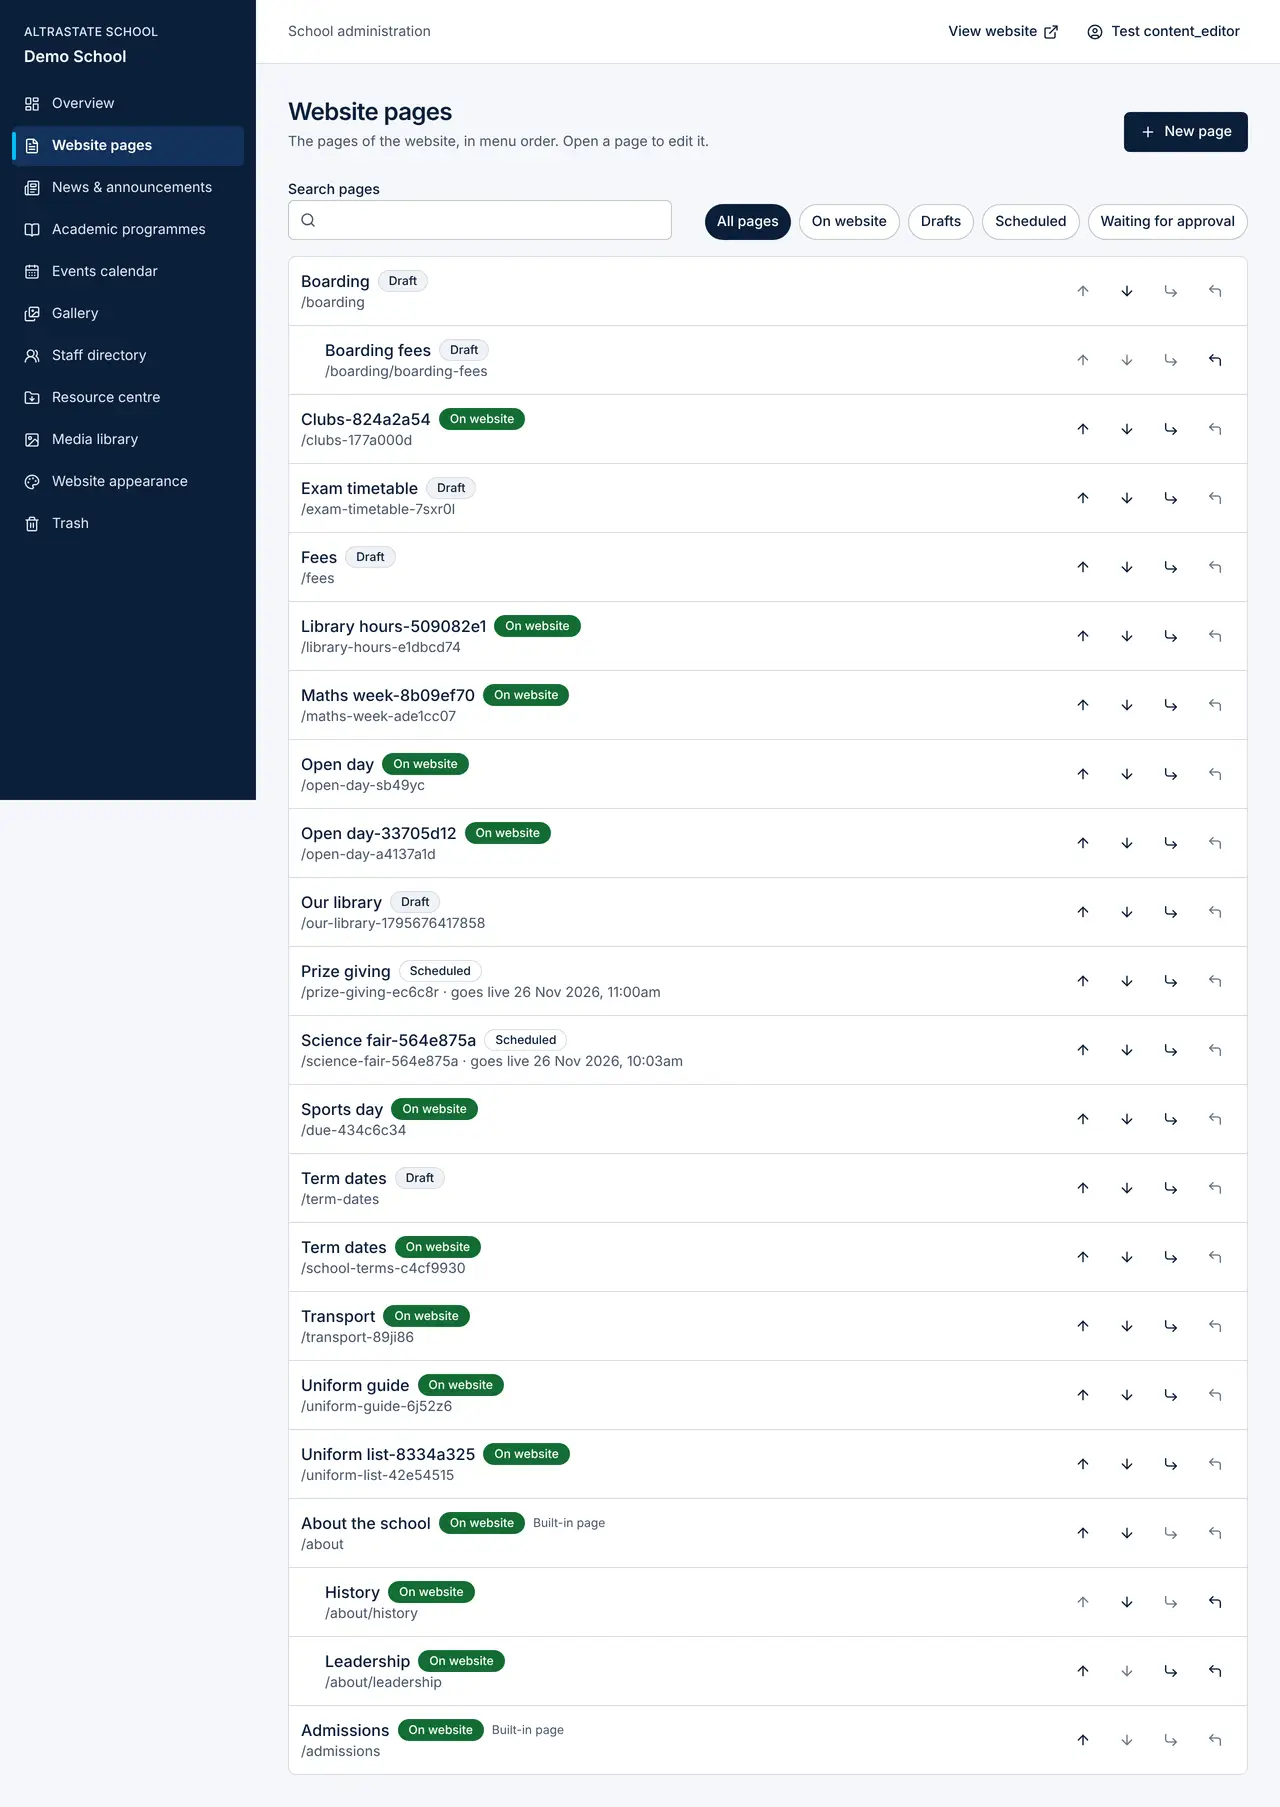 ALTRASTATE SCHOOL
Demo School
Overview
Website pages
News & announcements
Academic programmes
Events calendar
Gallery
Staff directory
Resource centre
Media library
Website appearance
Trash
School administration
View website
Test content_editor
Website pages
The pages of the website, in menu order. Open a page to edit it.
New page
Search pages
All pages
On website
Drafts
Scheduled
Waiting for approval
Boarding Draft
/boarding
Boarding fees Draft
/boarding/boarding-fees
Clubs-824a2a54 On website
/clubs-177a000d
Exam timetable Draft
/exam-timetable-7sxr0l
Fees Draft
/fees
Library hours-509082e1 On website
/library-hours-e1dbcd74
Maths week-8b09ef70 On website
/maths-week-ade1cc07
Open day On website
/open-day-sb49yc
Open day-33705d12 On website
/open-day-a4137a1d
Our library Draft
/our-library-1795676417858
Prize giving Scheduled
/prize-giving-ec6c8r · goes live 26 Nov 2026, 11:00am
Science fair-564e875a Scheduled
/science-fair-564e875a · goes live 26 Nov 2026, 10:03am
Sports day On website
/due-434c6c34
Term dates Draft
/term-dates
Term dates On website
/school-terms-c4cf9930
Transport On website
/transport-89ji86
Uniform guide On website
/uniform-guide-6j52z6
Uniform list-8334a325 On website
/uniform-list-42e54515
About the school On website Built-in page
/about
History On website
/about/history
Leadership On website
/about/leadership
Admissions On website Built-in page
/admissions